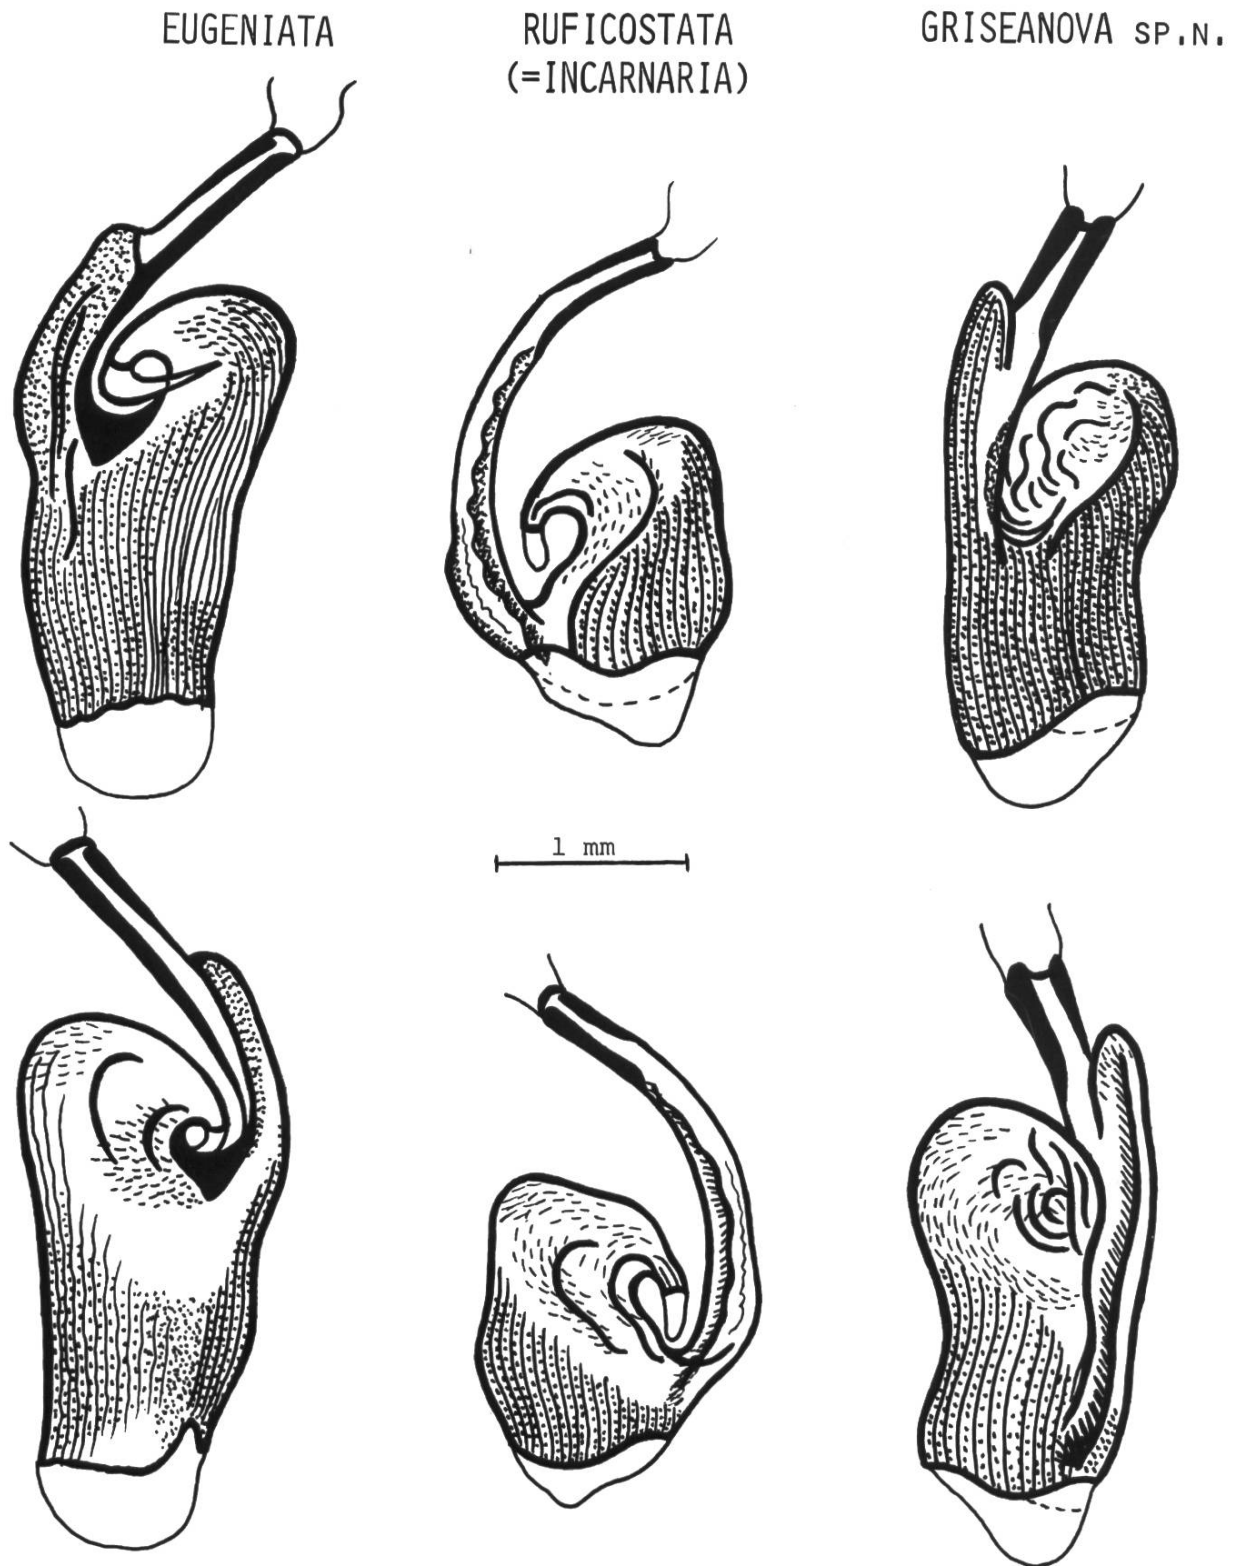 EUGENIATA
RUFICOSTATA
(=INCARNARIA)
GRISEANOVA SP.N.
1 mm